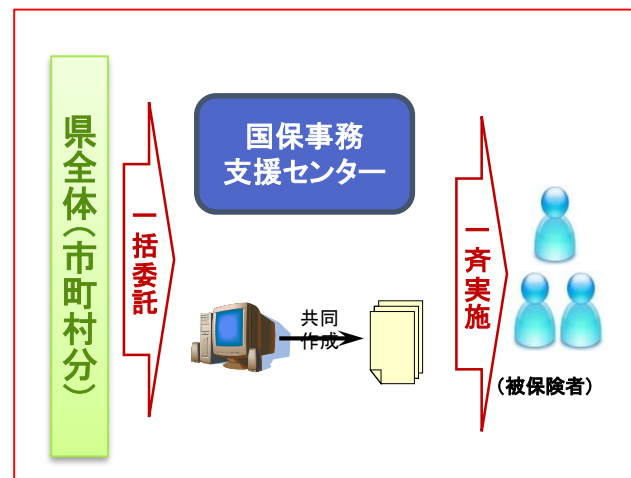 県全体(市町村分)
一括委託
国保事務
支援センター
共同
作成
一斉実施
(被保険者)